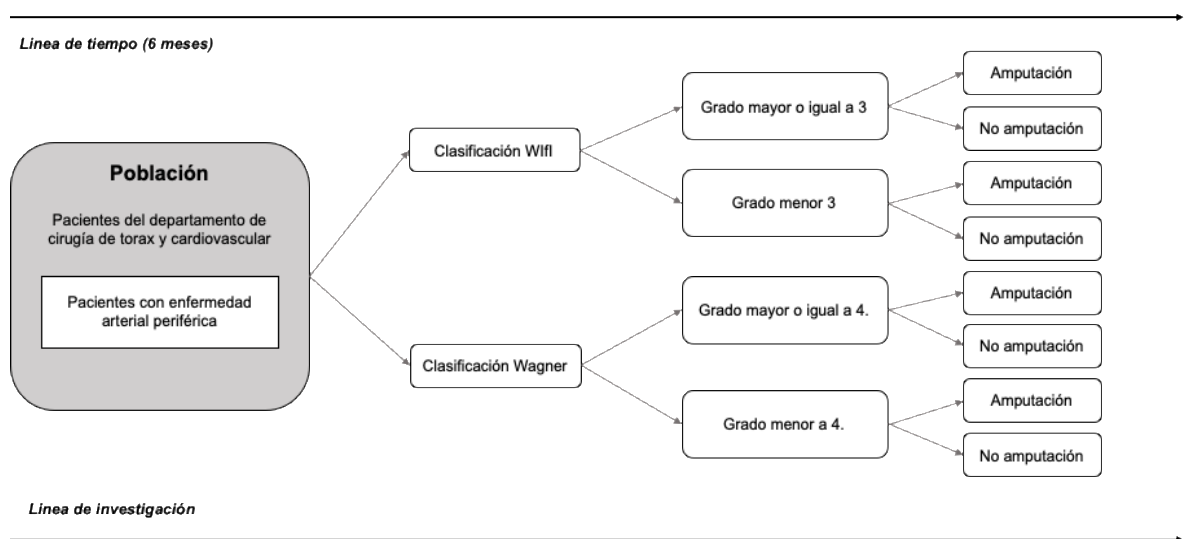 Linea de tiempo (6 meses)
Población
Pacientes del departamento de
cirugía de torax y cardiovascular
Pacientes con enfermedad
arterial periférica
Clasificación WIfI
Clasificación Wagner
Grado mayor o igual a 3
Grado menor 3
Grado mayor o igual a 4.
Grado menor a 4.
Amputación
No amputación
Amputación
No amputación
Amputación
No amputación
Amputación
No amputación
Linea de investigación